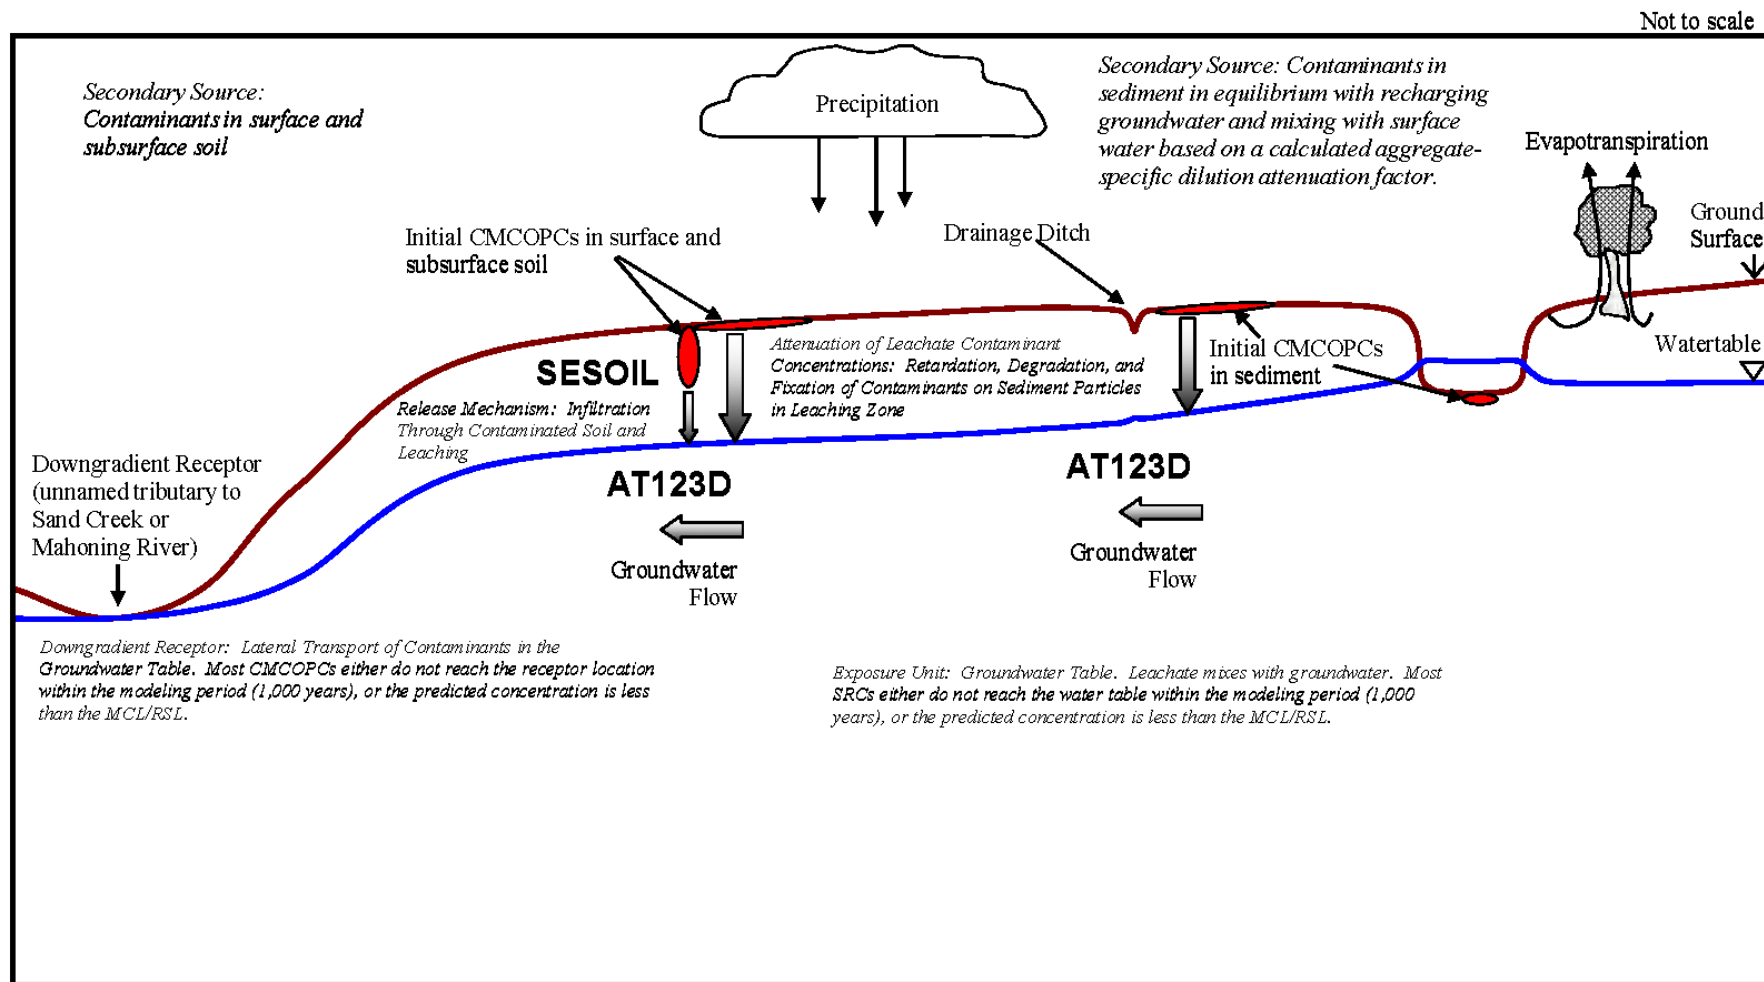 Not to scale
Secondary Source:
Contaminants in surface and
subsurface soil
Precipitation
Secondary Source: Contaminants in
sediment in equilibrium with recharging
groundwater and mixing with surface
water based on a calculated aggregate-
specific dilution attenuation factor.
Evapotranspiration
Ground
Surface
Initial CMCOPCs in surface and
subsurface soil
Drainage Ditch
Watertable
SESOIL
Attenuation of Leachate Contaminant
Concentrations: Retardation, Degradation, and
Fixation of Contaminants on Sediment Particles
in Leaching Zone
Initial CMCOPCs
in sediment
Release Mechanism: Infiltration
Through Contaminated Soil and
Leaching
Downgradient Receptor
(unnamed tributary to
Sand Creek or
Mahoning River)
AT123D
Groundwater
Flow
AT123D
Groundwater
Flow
Downgradient Receptor: Lateral Transport of Contaminants in the
Groundwater Table. Most CMCOPCs either do not reach the receptor location
within the modeling period (1,000 years), or the predicted concentration is less
than the MCL/RSL.
Exposure Unit: Groundwater Table. Leachate mixes with groundwater. Most
SRCs either do not reach the water table within the modeling period (1,000
years), or the predicted concentration is less than the MCL/RSL.